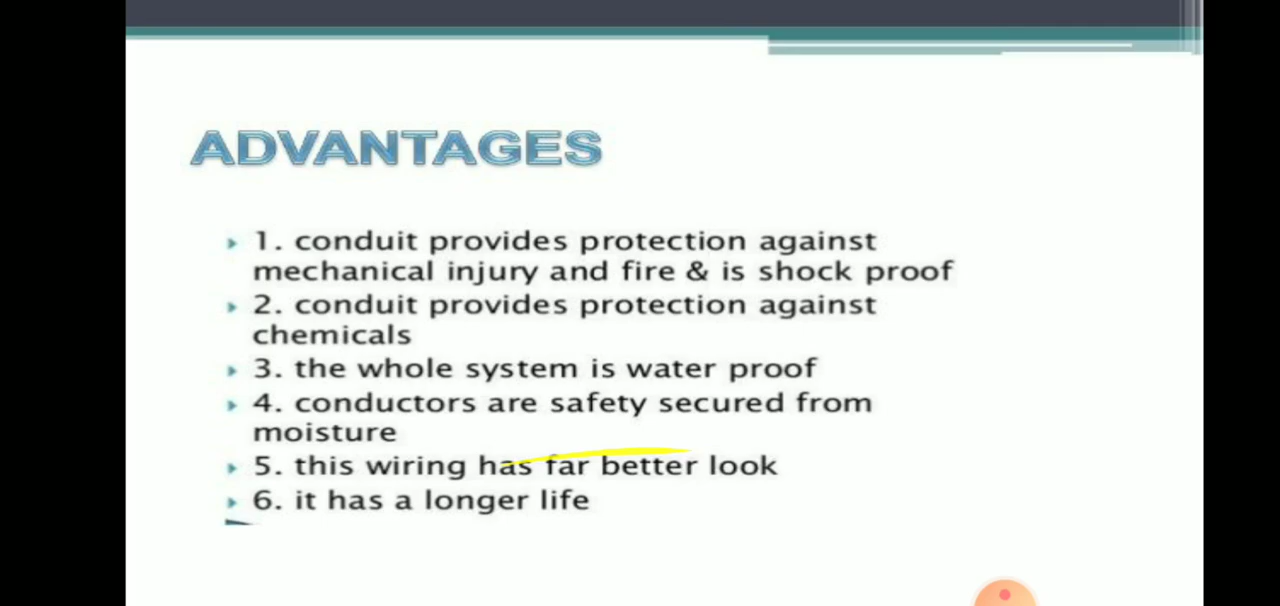 ADVANTAGES
1. conduit provides protection against
mechanical injury and fire & is shock proof
2. conduit provides protection against
chemicals
3. the whole system is water proof
4. conductors are safety secured from
moisture
5. this wiring has far better look
6. it has a longer life